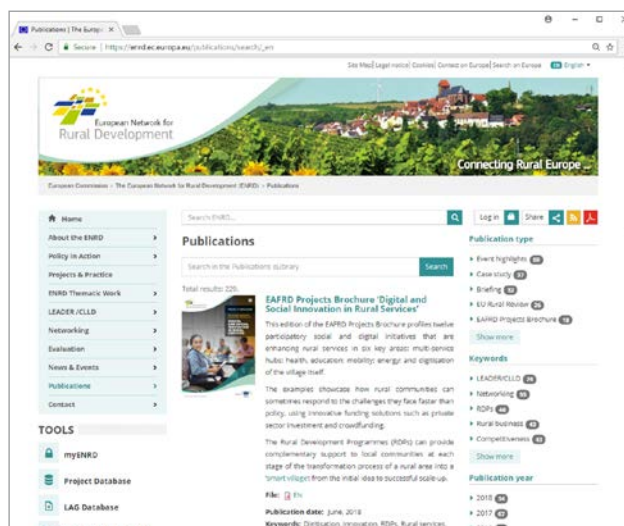 Publications | The Europe
Secure | https://enrd.ec.europa.eu/publications/search/_en
Site Map| Legal notice| Cookies| Contact on Europa| Search on Europa EN English
European Network for
Rural Development
Connecting Rural Europe ...
European Commission > The European Network for Rural Development (ENRD) > Publications
Home
About the ENRD
Policy in Action
Projects & Practice
ENRD Thematic Work
LEADER /CLLD
Networking
Evaluation
News & Events
Publications
Contact
TOOLS
myENRD
Project Database
LAG Database
Search ENRD...
Publications
Search in the Publications library Search
Total results: 226.
EAFRD Projects Brochure 'Digital and
Social Innovation in Rural Services'
This edition of the EAFRD Projects Brochure profiles twelve
participatory social and digital initiatives that are
enhancing rural services in six key areas: multi-service
hubs; health; education; mobility; energy; and digitisation
of the village itself.
The examples showcase how rural communities can
sometimes respond to the challenges they face faster than
policy, using innovative funding solutions such as private
sector investment and crowdfunding.
The Rural Development Programmes (RDPs) can provide
complementary support to local communities at each
stage of the transformation process of a rural area into a
'smart village': from the initial idea to successful scale-up.
File: EN
Publication date: June, 2018
Keywords: Digitisation, Innovation, RDPs, Rural services,
Log in Share
Publication type
Event highlights
Case study 57
Briefing 52
EU Rural Review 26
EAFRD Projects Brochure 18
Show more
Keywords
LEADER/CLLD
Networking
RDPs
Rural business 43
Competitiveness 43
Show more
Publication year
2018
2017